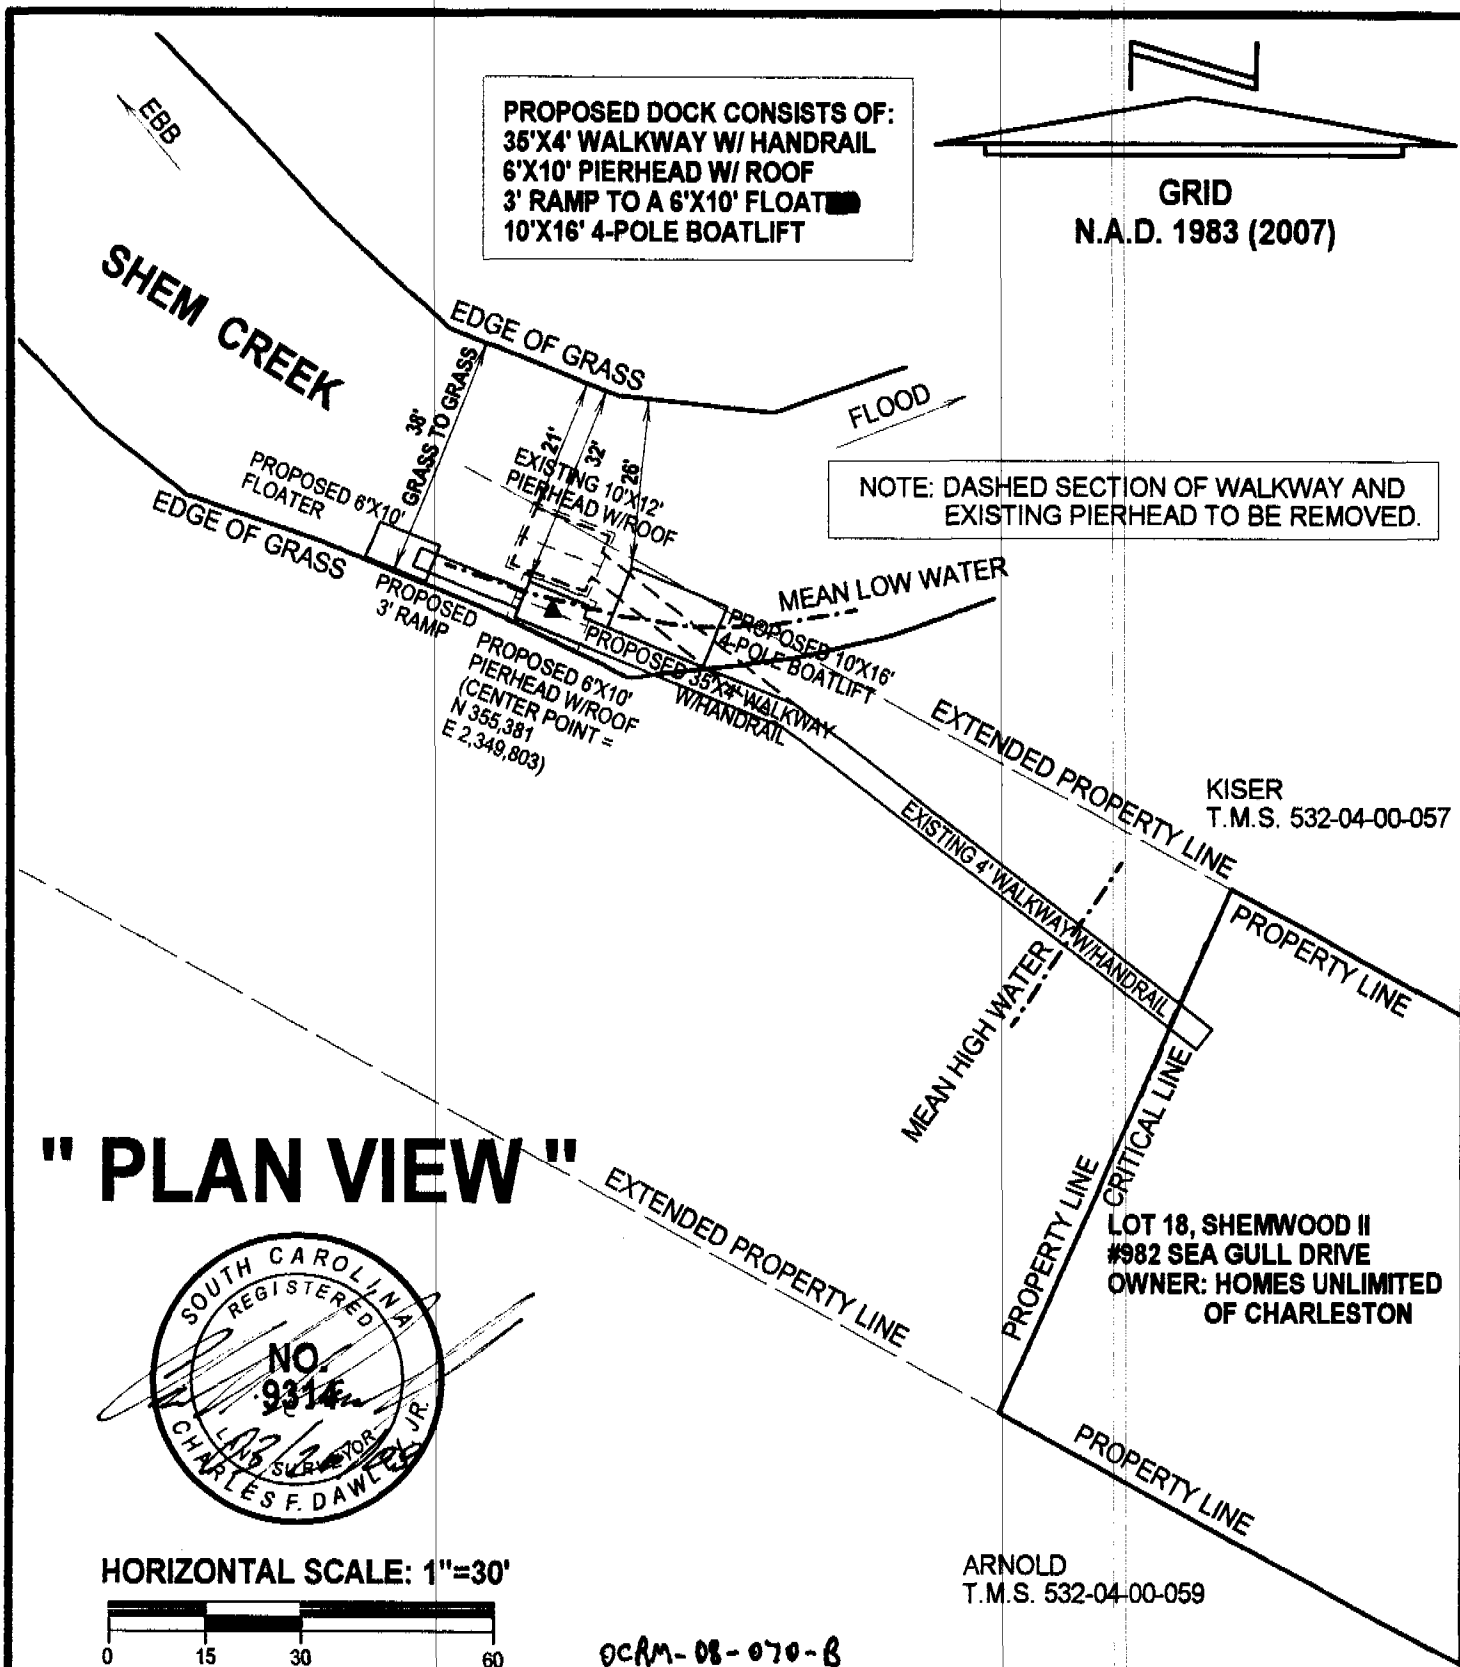 PROPOSED DOCK CONSISTS OF:
35'X4' WALKWAY W/ HANDRAIL
6'X10' PIERHEAD W/ ROOF
3' RAMP TO A 6'X10' FLOAT
10'X16' 4-POLE BOATLIFT
N
GRID
N.A.D. 1983 (2007)
EBB
SHEM CREEK
EDGE OF GRASS
38'
GRASS TO GRASS
21'
32'
26'
FLOOD
EXISTING 10'X12'
PIERHEAD W/ROOF
PROPOSED 6'X10'
FLOATER
EDGE OF GRASS
NOTE: DASHED SECTION OF WALKWAY AND
EXISTING PIERHEAD TO BE REMOVED.
MEAN LOW WATER
PROPOSED
3' RAMP
PROPOSED 6'X10'
PIERHEAD W/ROOF
(CENTER POINT =
N 355,381
E 2,349,803)
PROPOSED 35'X4' WALKWAY
W/HANDRAIL
PROPOSED 10'X16'
4-POLE BOATLIFT
EXTENDED PROPERTY LINE
KISER
T.M.S. 532-04-00-057
EXISTING 4' WALKWAY W/HANDRAIL
PROPERTY LINE
MEAN HIGH WATER
CRITICAL LINE
PROPERTY LINE
" PLAN VIEW "
EXTENDED PROPERTY LINE
LOT 18, SHEMWOOD II
#982 SEA GULL DRIVE
OWNER: HOMES UNLIMITED
OF CHARLESTON
SOUTH CAROLINA
REGISTERED
NO.
9314
LAND SURVEYOR
CHARLES F. DAWLEY, JR.
PROPERTY LINE
HORIZONTAL SCALE: 1"=30'
0 15 30 60
ARNOLD
T.M.S. 532-04-00-059
OCRM-08-070-B